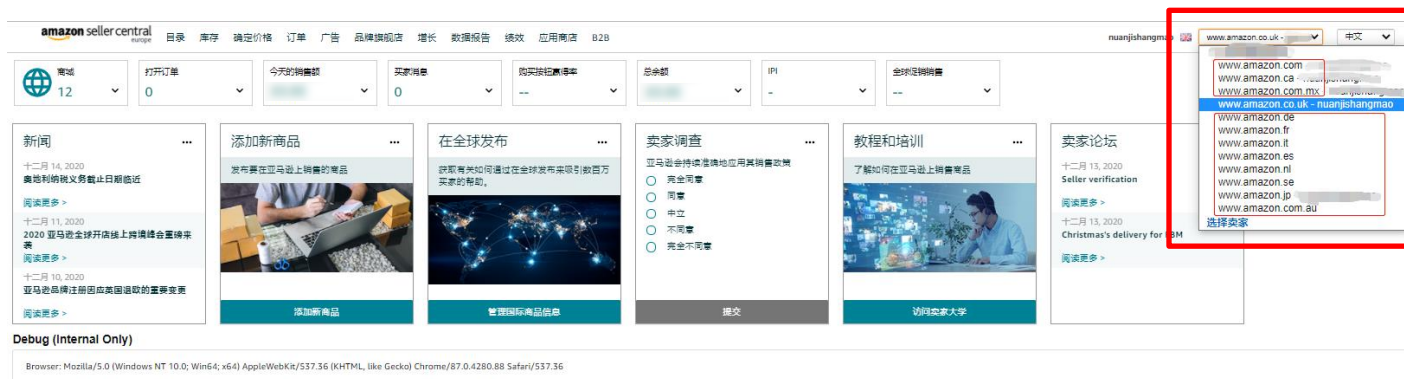 amazon seller central
europe
目录 库存 确定价格 订单 广告 品牌旗舰店 增长 数据报告 绩效 应用商店 B2B
nuanjishangmao
www.amazon.co.uk -
中文
www.amazon.com
www.amazon.ca -
www.amazon.com.mx
www.amazon.co.uk - nuanjishangmao
www.amazon.de
www.amazon.fr
www.amazon.it
www.amazon.es
www.amazon.nl
www.amazon.se
www.amazon.jp
www.amazon.com.au
选择卖家
商城
12
打开订单
0
今天的销售额
买家消息
0
购买按钮赢得率
--
总余额
IPI
-
全球促销销售
--
新闻
...
十二月 14, 2020
奥地利纳税义务截止日期临近
阅读更多 >
十二月 11, 2020
2020 亚马逊全球开店线上跨境峰会重磅来
袭
阅读更多 >
十二月 10, 2020
亚马逊品牌注册因应英国退欧的重要变更
阅读更多 >
添加新商品
...
发布要在亚马逊上销售的商品
添加新商品
在全球发布
...
获取有关如何通过在全球发布来吸引数百万
买家的帮助。
管理国际商品信息
卖家调查
...
亚马逊会持续准确地应用其销售政策
完全同意
同意
中立
不同意
完全不同意
提交
教程和培训
...
了解如何在亚马逊上销售商品
访问卖家大学
卖家论坛
十二月 13, 2020
Seller verification
阅读更多 >
十二月 13, 2020
Christmas's delivery for FBM
阅读更多 >
Debug (Internal Only)
Browser: Mozilla/5.0 (Windows NT 10.0; Win64; x64) AppleWebKit/537.36 (KHTML, like Gecko) Chrome/87.0.4280.88 Safari/537.36